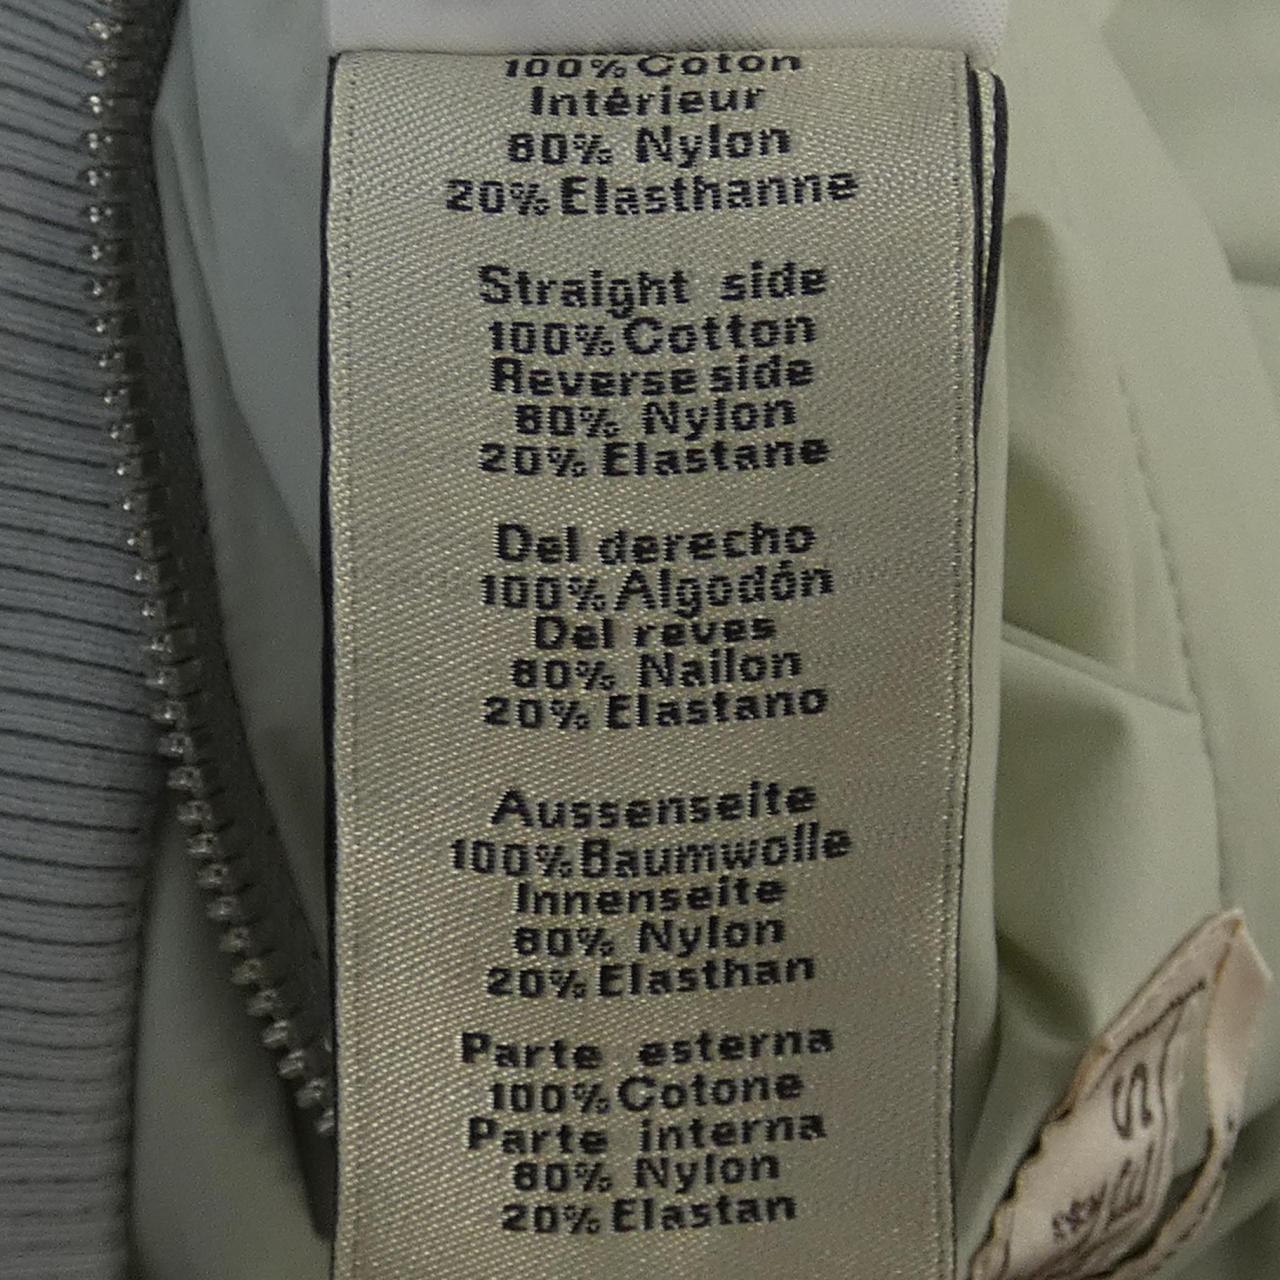 100% Coton
Intérieur
80% Nylon
20% Elasthanne
Straight side
100% Cotton
Reverse side
80% Nylon
20% Elastane
Del derecho
100% Algodón
Del reves
80% Nailon
20% Elastano
Aussenseite
100% Baumwolle
Innenseite
80% Nylon
20% Elasthan
Parte esterna
100% Cotone
Parte interna
80% Nylon
20% Elastan